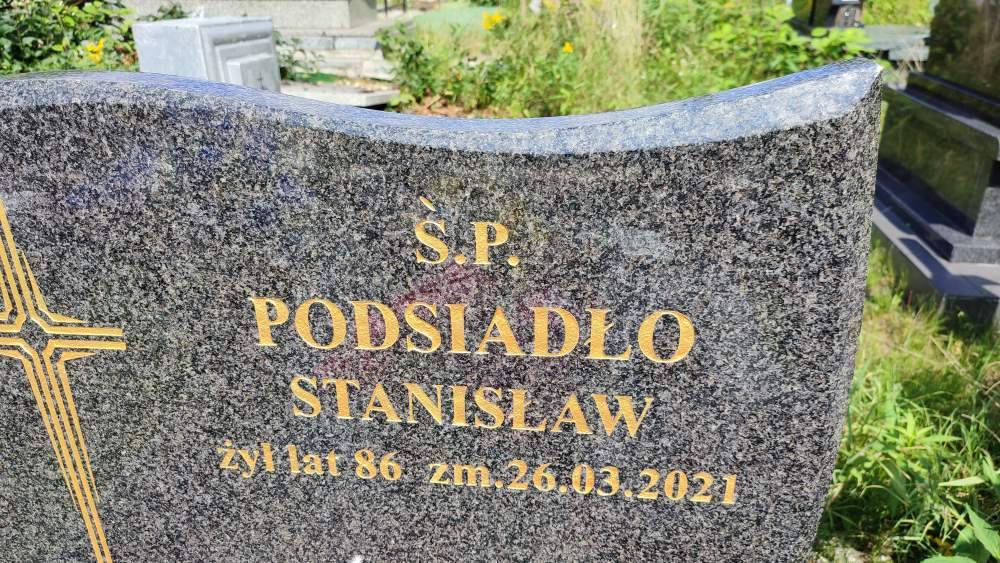 Ś.P.
PODSIADŁO
STANISŁAW
żył lat 86 zm.26.03.2021